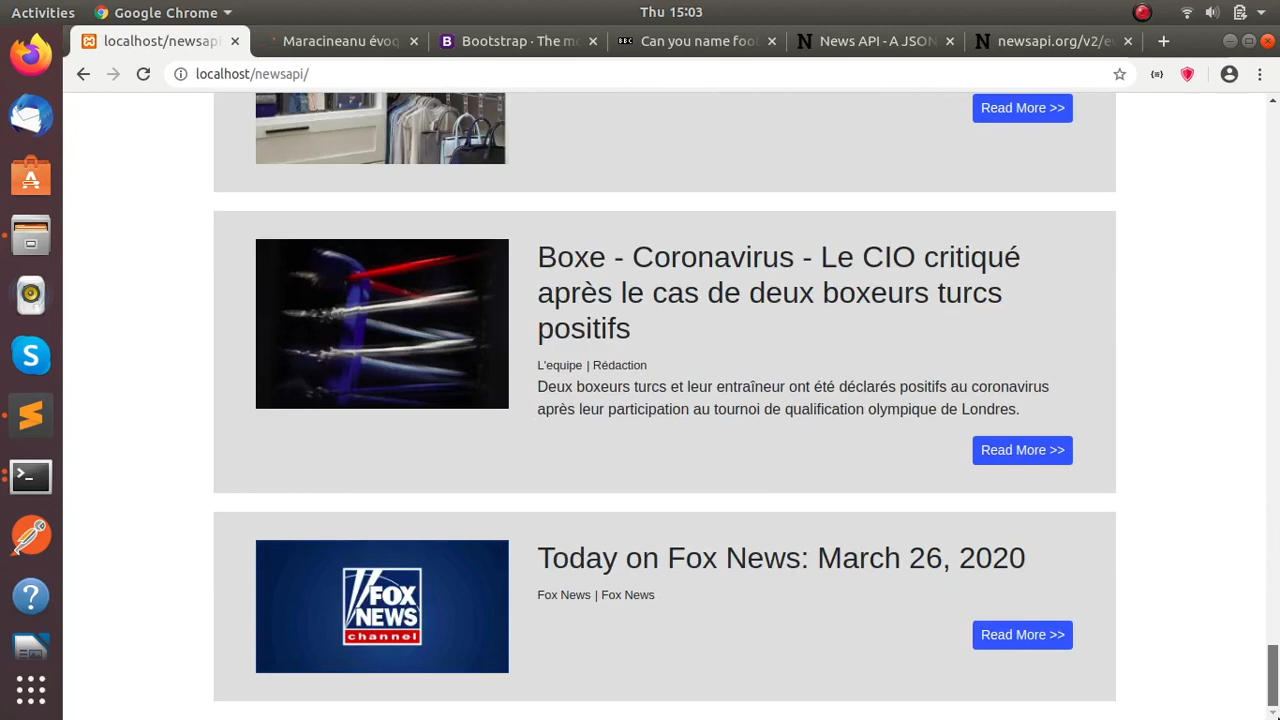 Activities
Google Chrome
Thu 15:03
localhost/newsapi
Maracineanu évoq
Bootstrap · The mo
BBC
Can you name foo
News API - A JSON
newsapi.org/v2/ev
localhost/newsapi/
Read More >>
Boxe - Coronavirus - Le CIO critiqué
après le cas de deux boxeurs turcs
positifs
L'equipe | Rédaction
Deux boxeurs turcs et leur entraîneur ont été déclarés positifs au coronavirus
après leur participation au tournoi de qualification olympique de Londres.
Read More >>
FOX
NEWS
channel
Today on Fox News: March 26, 2020
Fox News | Fox News
Read More >>